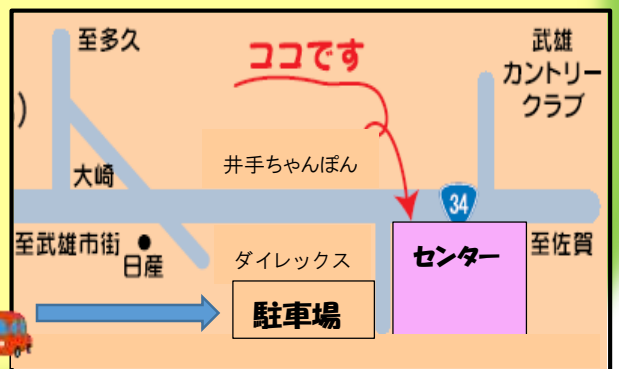 至多久
ココです
武雄
カントリー
クラブ
)
大崎
井手ちゃんぽん
34
至武雄市街
日産
ダイレックス
センター
至佐賀
駐車場